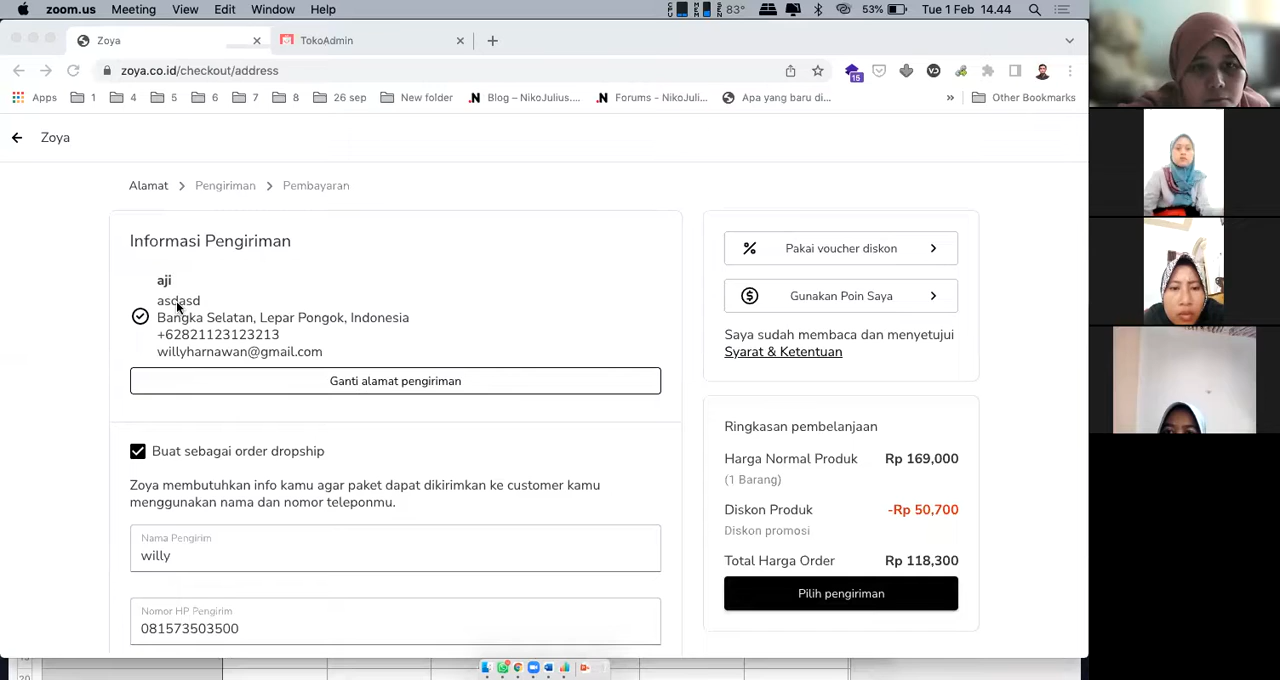 zoom.us Meeting View Edit Window Help 83° 53% Tue 1 Feb 14.44
Zoya TokoAdmin
zoya.co.id/checkout/address 15
Apps 1 4 5 6 7 8 26 sep New folder Blog – NikoJulius.... Forums - NikoJuli... Apa yang baru di... » Other Bookmarks
Zoya
Alamat Pengiriman Pembayaran
Informasi Pengiriman
aji
asdasd
Bangka Selatan, Lepar Pongok, Indonesia
+62821123123213
willyharnawan@gmail.com
Ganti alamat pengiriman
Buat sebagai order dropship
Zoya membutuhkan info kamu agar paket dapat dikirimkan ke customer kamu
menggunakan nama dan nomor teleponmu.
Nama Pengirim
willy
Nomor HP Pengirim
081573503500
Pakai voucher diskon
Gunakan Poin Saya
Saya sudah membaca dan menyetujui
Syarat & Ketentuan
Ringkasan pembelanjaan
Harga Normal Produk Rp 169,000
(1 Barang)
Diskon Produk -Rp 50,700
Diskon promosi
Total Harga Order Rp 118,300
Pilih pengiriman